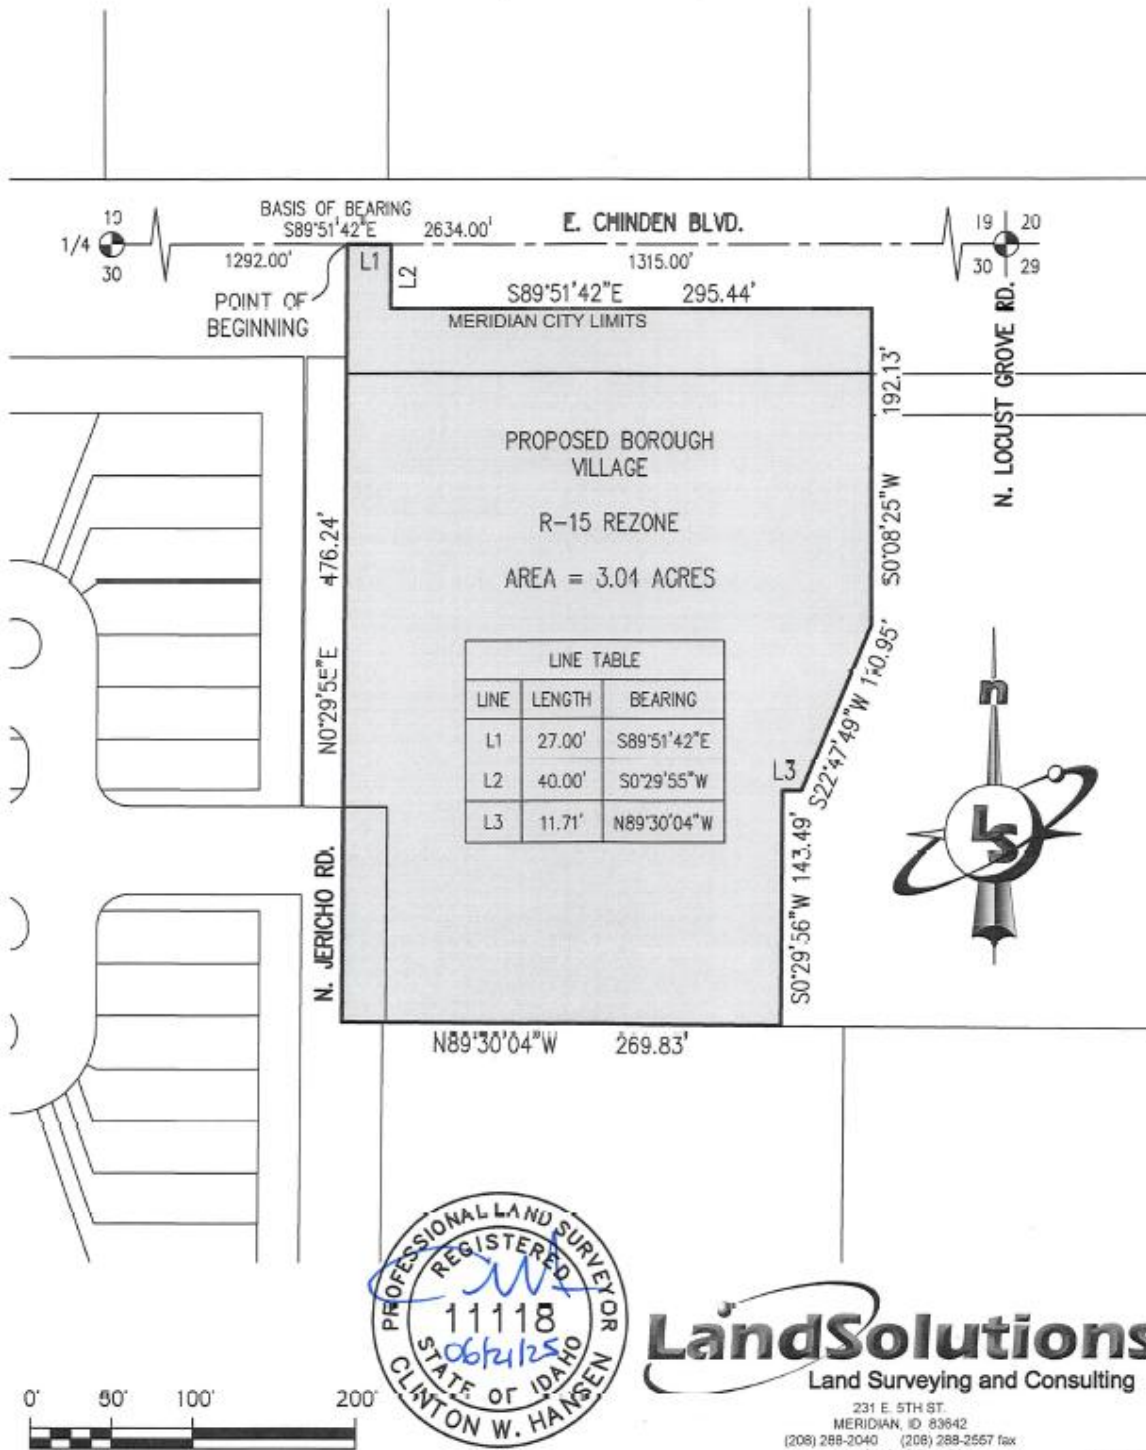 19
1/4
30
BASIS OF BEARING
S89°51'42"E 2634.00'
1292.00'
E. CHINDEN BLVD.
1315.00'
19 20
30 29
L1
L2
POINT OF
BEGINNING
S89°51'42"E 295.44'
MERIDIAN CITY LIMITS
192.13'
S0°08'25"W
N. LOCUST GROVE RD.
PROPOSED BOROUGH
VILLAGE
R-15 REZONE
AREA = 3.04 ACRES
476.24'
N0°29'55"E
LINE TABLE
LINE LENGTH BEARING
L1 27.00' S89°51'42"E
L2 40.00' S0°29'55"W
L3 11.71' N89°30'04"W
L3
S22°47'49"W 110.95'
S0°29'56"W 143.49'
n
LS
N. JERICHO RD.
N89°30'04"W 269.83'
PROFESSIONAL LAND SURVEYOR
REGISTERED
11118
STATE OF IDAHO
CLINTON W. HANSEN
0' 50' 100' 200'
LandSolutions
Land Surveying and Consulting
231 E. 5TH ST.
MERIDIAN, ID 83642
(208) 288-2040 (208) 288-2557 fax